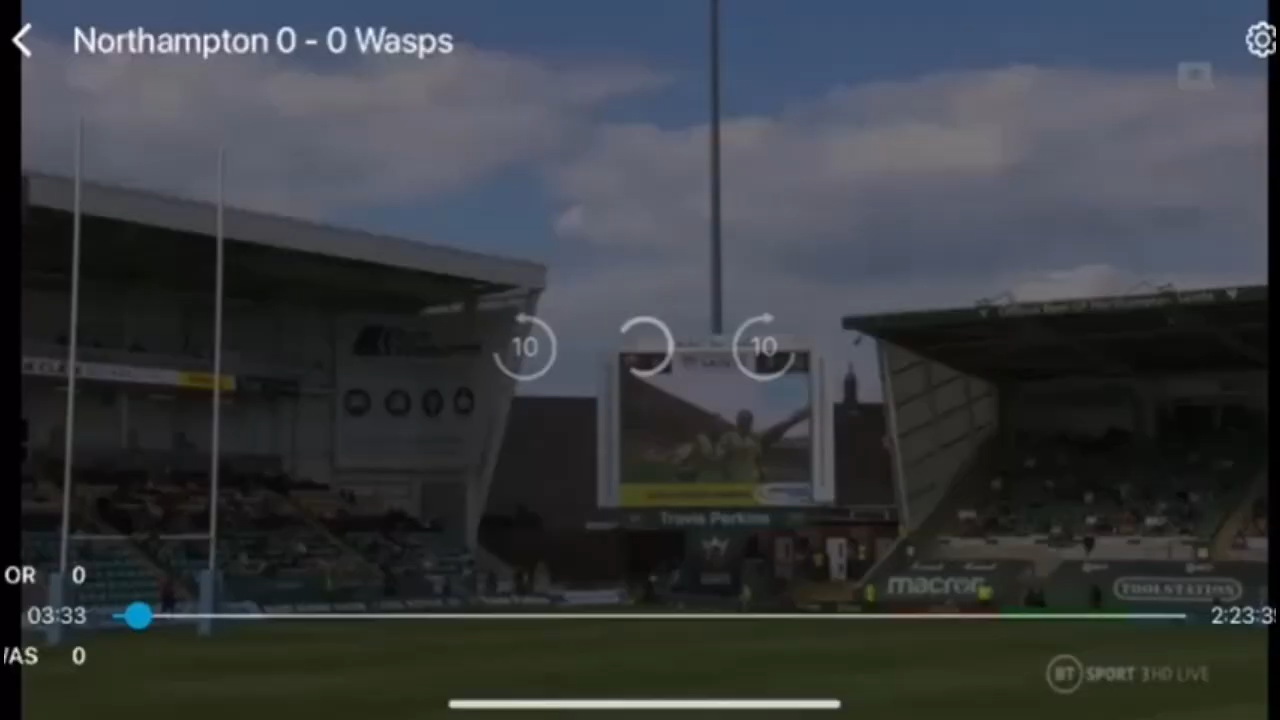 Northampton 0 - 0 Wasps
10
10
Travis Perkins
OR 0
macron
TOOLSTATION
03:33
2:23:3
WAS 0
BT SPORT 3HD LIVE